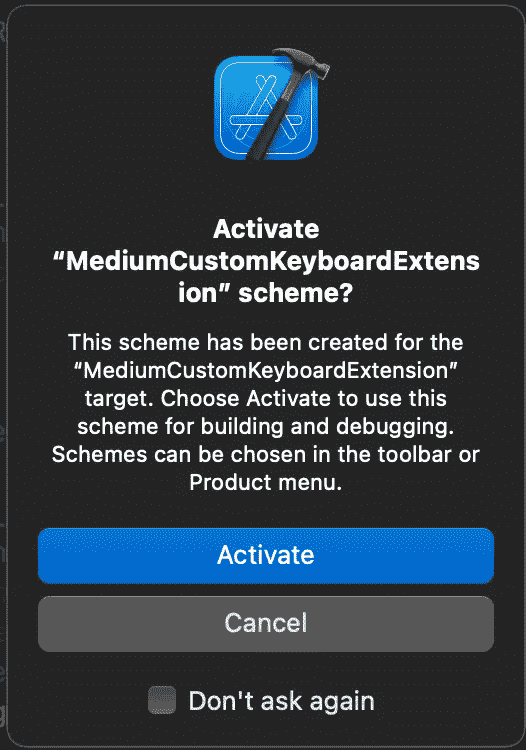 Activate
“MediumCustomKeyboardExtens
ion” scheme?
This scheme has been created for the
“MediumCustomKeyboardExtension”
target. Choose Activate to use this
scheme for building and debugging.
Schemes can be chosen in the toolbar or
Product menu.
Activate
Cancel
Don't ask again